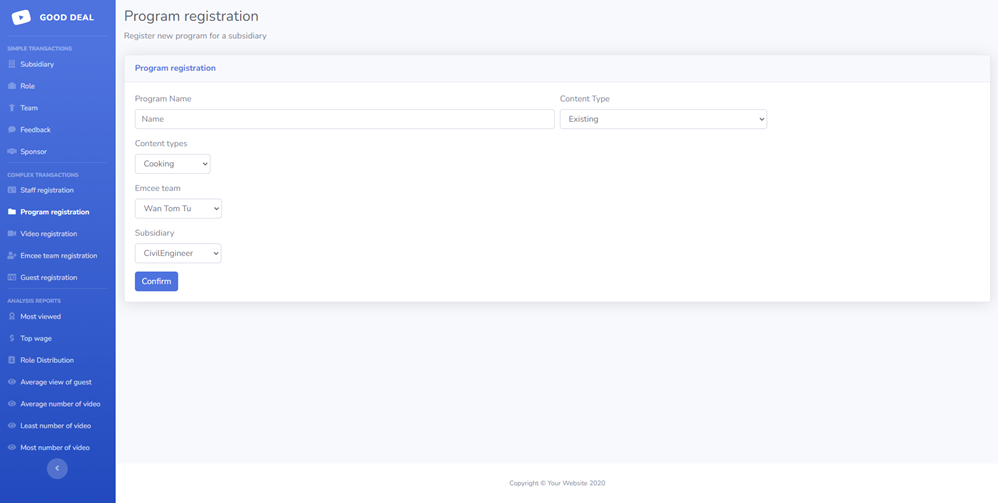 GOOD DEAL
SIMPLE TRANSACTIONS
Subsidiary
Role
Team
Feedback
Sponsor
COMPLEX TRANSACTIONS
Staff registration
Program registration
Video registration
Emcee team registration
Guest registration
ANALYSIS REPORTS
Most viewed
Top wage
Role Distribution
Average view of guest
Average number of video
Least number of video
Most number of video
Program registration
Register new program for a subsidiary
Program registration
Program Name Content Type
Name Existing
Content types
Cooking
Emcee team
Wan Tom Tu
Subsidiary
CivilEngineer
Confirm
Copyright © Your Website 2020